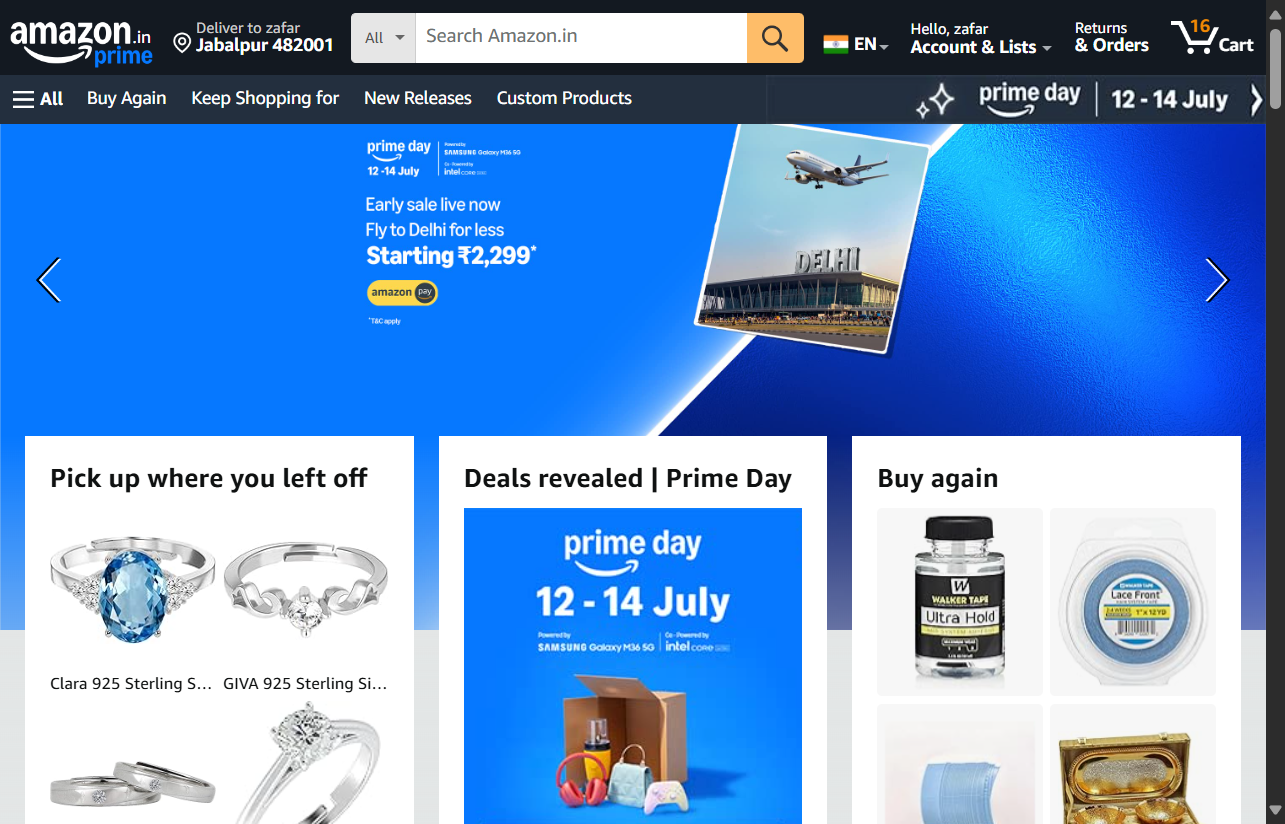 amazon.in
prime
Deliver to zafar
Jabalpur 482001
All
Search Amazon.in
EN
Hello, zafar
Account & Lists
Returns
& Orders
16
Cart
All
Buy Again
Keep Shopping for
New Releases
Custom Products
prime day
12 - 14 July
prime day
12 -14 July
Powered by
SAMSUNG Galaxy M36 5G
Co - Powered by
intel CORE
Early sale live now
Fly to Delhi for less
Starting ₹2,299*
amazon pay
*T&C apply
DELHI
Pick up where you left off
Clara 925 Sterling S...
GIVA 925 Sterling Si...
Deals revealed | Prime Day
prime day
12 - 14 July
Powered by
SAMSUNG Galaxy M36 5G
Co - Powered by
intel CORE
Buy again
W
WALKER TAPE
Ultra Hold
WALKER TAPE
Lace Front
1" x 12 YD